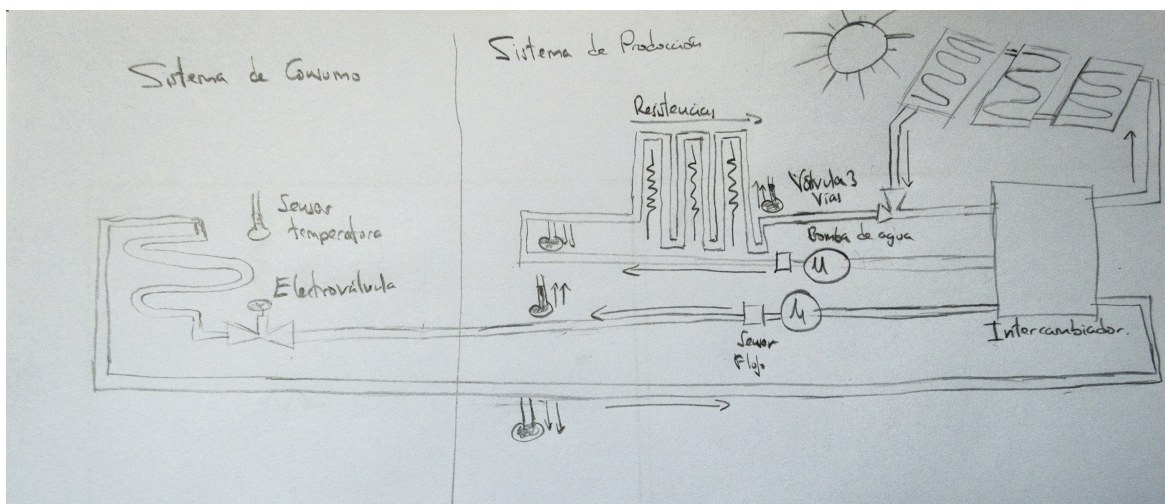 Sistema de Consumo
Sistema de Producción
Resistencias
Válvula 3
Vías
Bomba de agua
Sensor
temperatura
Electroválvula
M
M
Sensor
Flujo
Intercambiador.